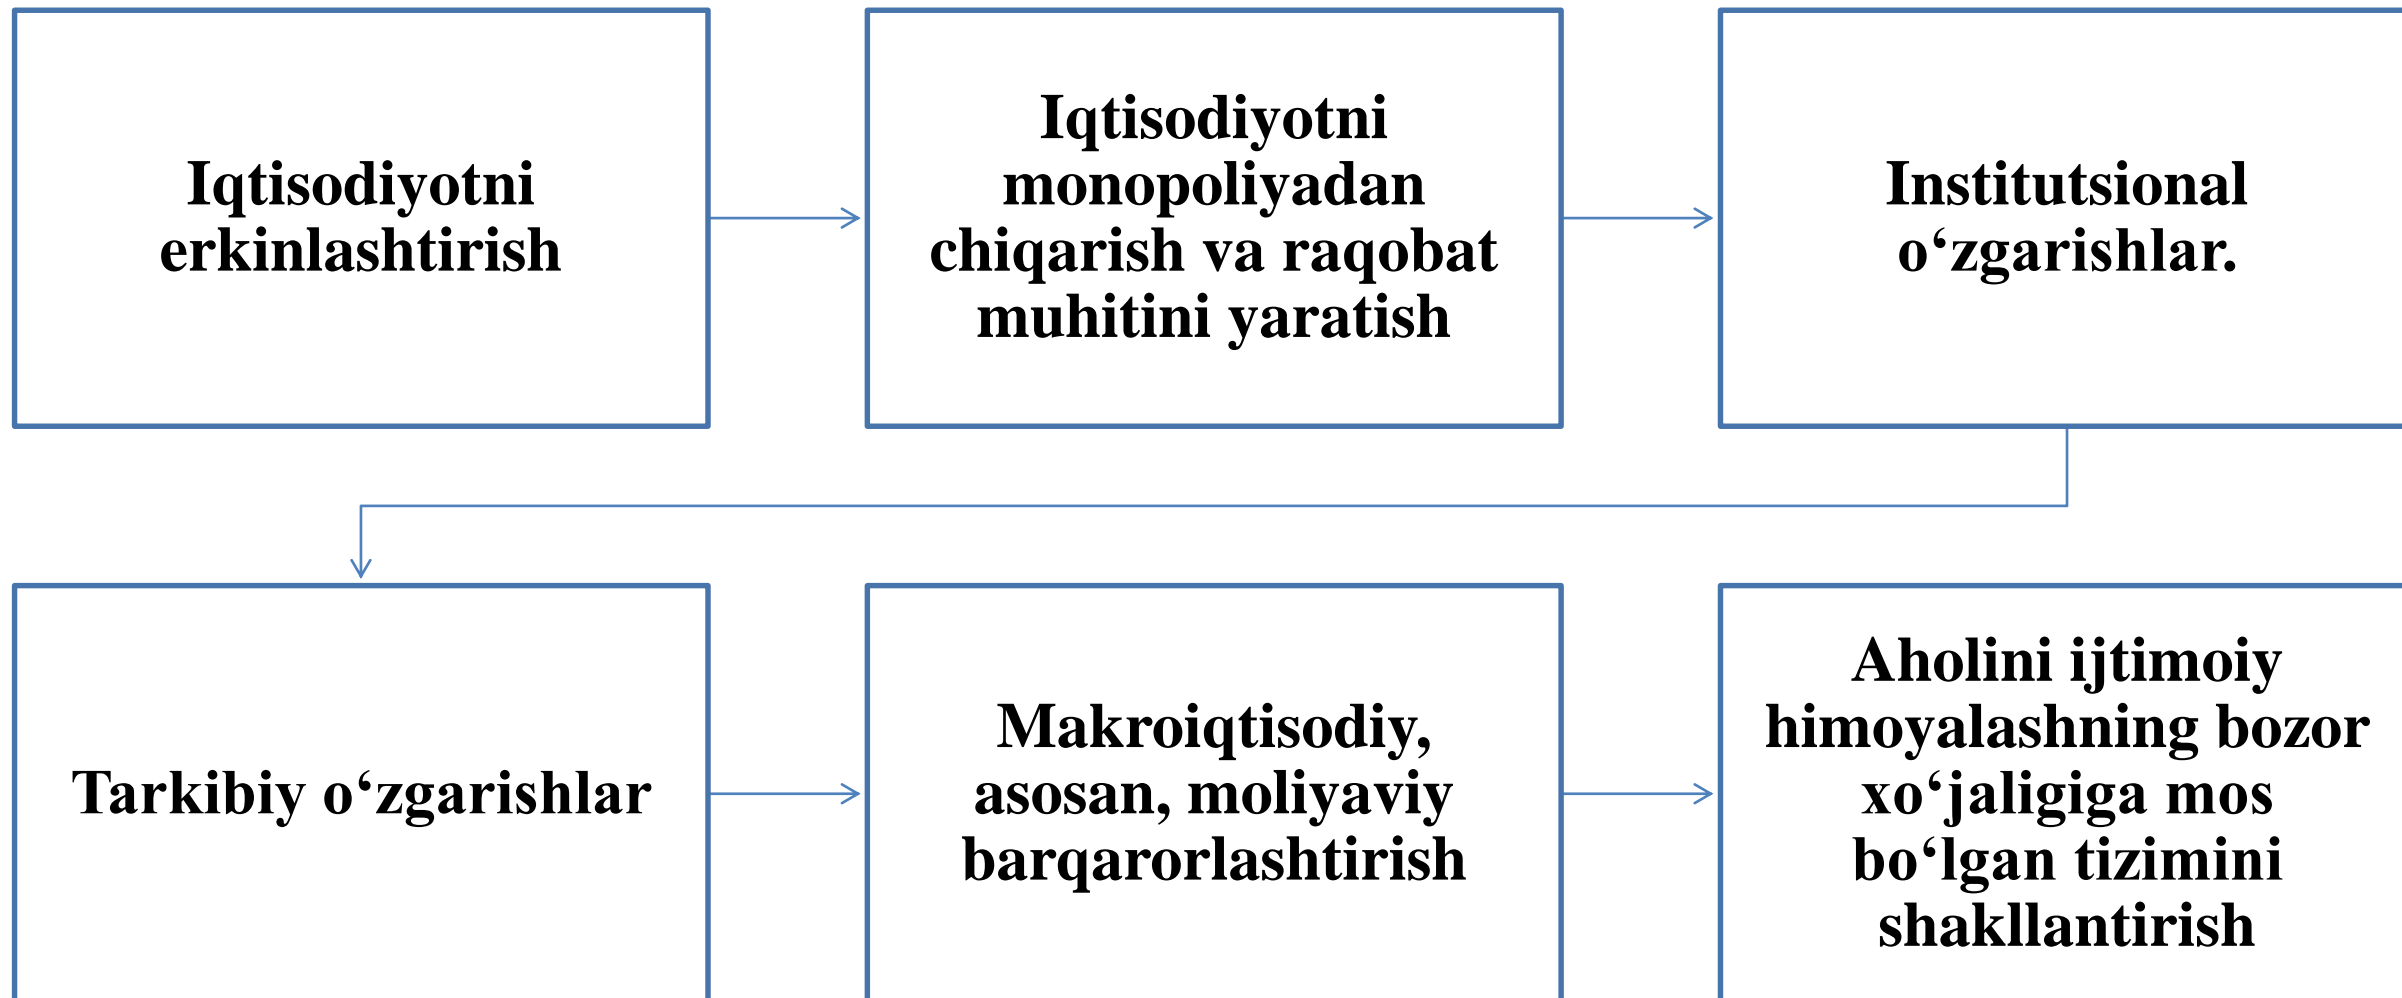 Iqtisodiyotni
erkinlashtirish
Iqtisodiyotni
monopoliyadan
chiqarish va raqobat
muhitini yaratish
Institutsional
o‘zgarishlar.
Tarkibiy o‘zgarishlar
Makroiqtisodiy,
asosan, moliyaviy
barqarorlashtirish
Aholini ijtimoiy
himoyalashning bozor
xo‘jaligiga mos
bo‘lgan tizimini
shakllantirish